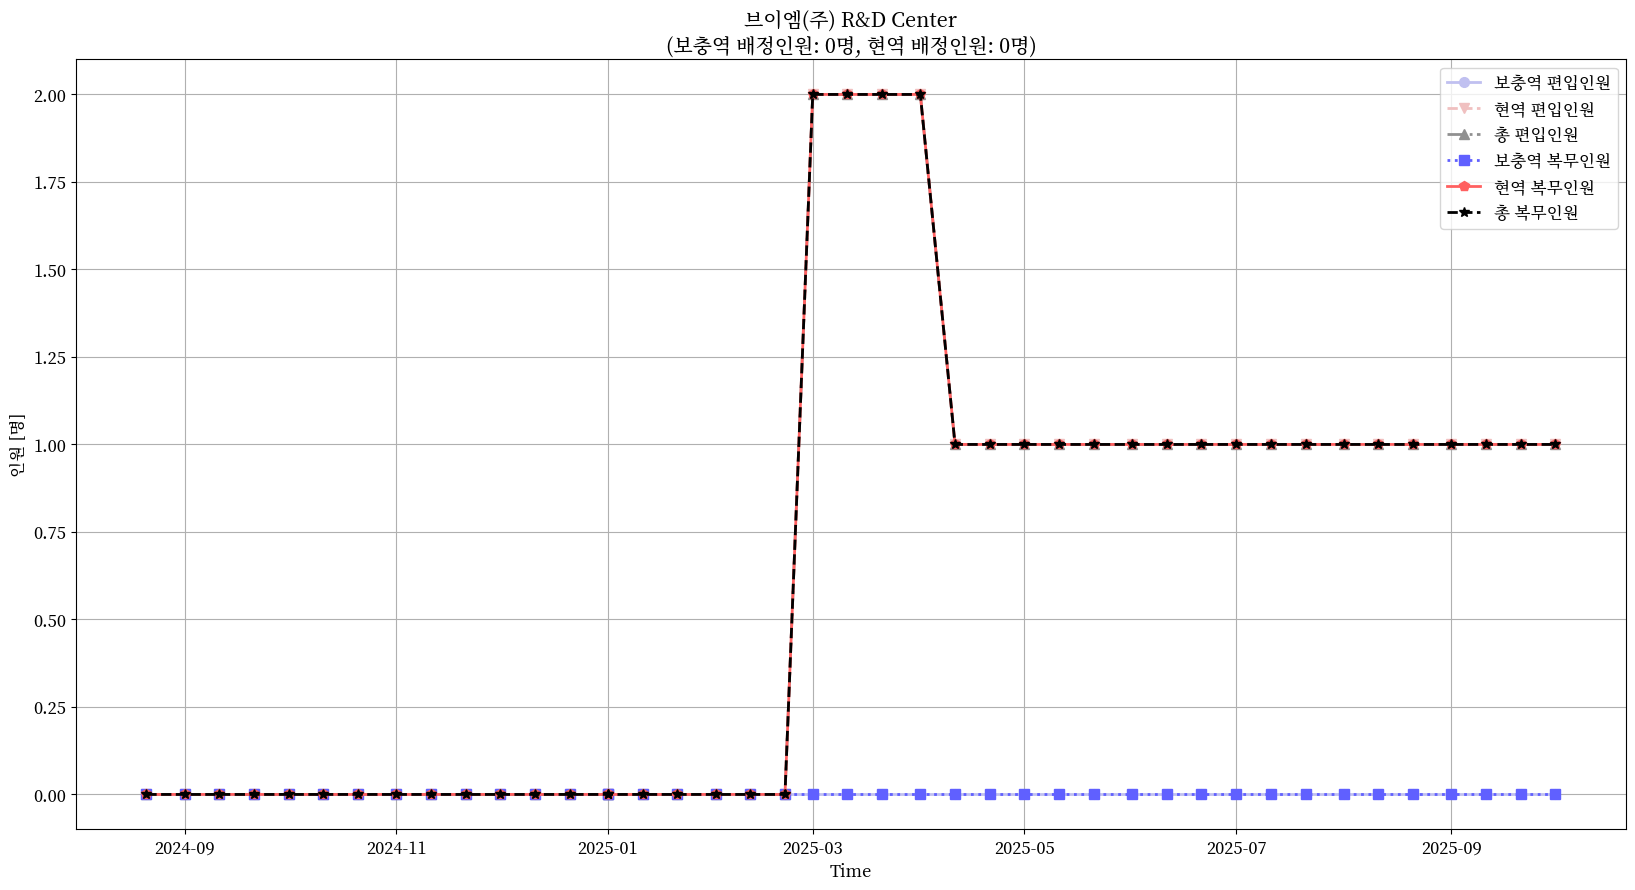 브이엠(주) R&D Center
(보충역 배정인원: 0명, 현역 배정인원: 0명)
보충역 편입인원
현역 편입인원
총 편입인원
보충역 복무인원
현역 복무인원
총 복무인원
인원 [명]
2.00
1.75
1.50
1.25
1.00
0.75
0.50
0.25
0.00
2024-09
2024-11
2025-01
2025-03
2025-05
2025-07
2025-09
Time